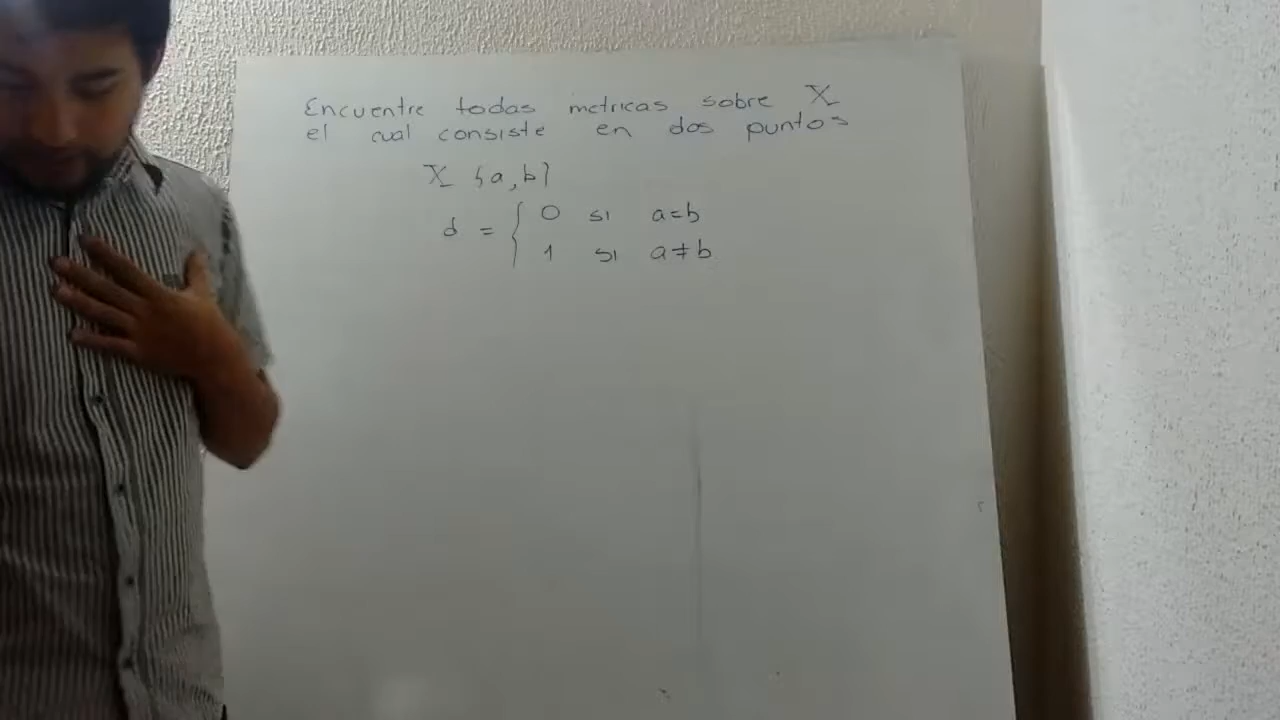 Encuentre todas metricas sobre X
el cual consiste en dos puntos
X {a,b}
d = { 0 si a=b
1 si a≠b